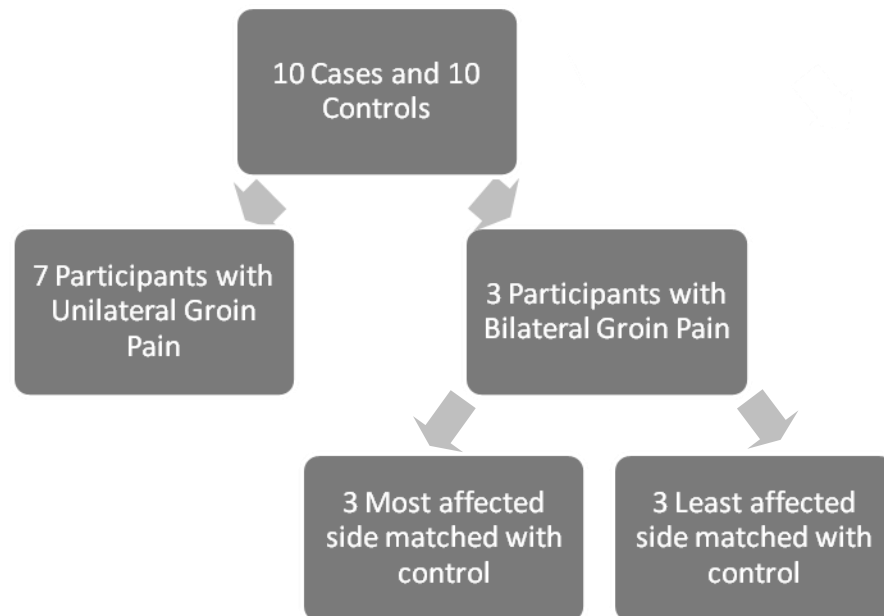 10 Cases and 10
Controls
7 Participants with
Unilateral Groin
Pain
3 Participants with
Bilateral Groin Pain
3 Most affected
side matched with
control
3 Least affected
side matched with
control